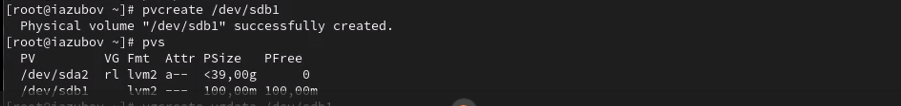 [root@iazubov ~]# pvcreate /dev/sdb1
  Physical volume "/dev/sdb1" successfully created.
[root@iazubov ~]# pvs
  PV         VG Fmt  Attr PSize   PFree
  /dev/sda2  rl lvm2 a--  <39,00g      0
  /dev/sdb1     lvm2 ---  100,00m 100,00m